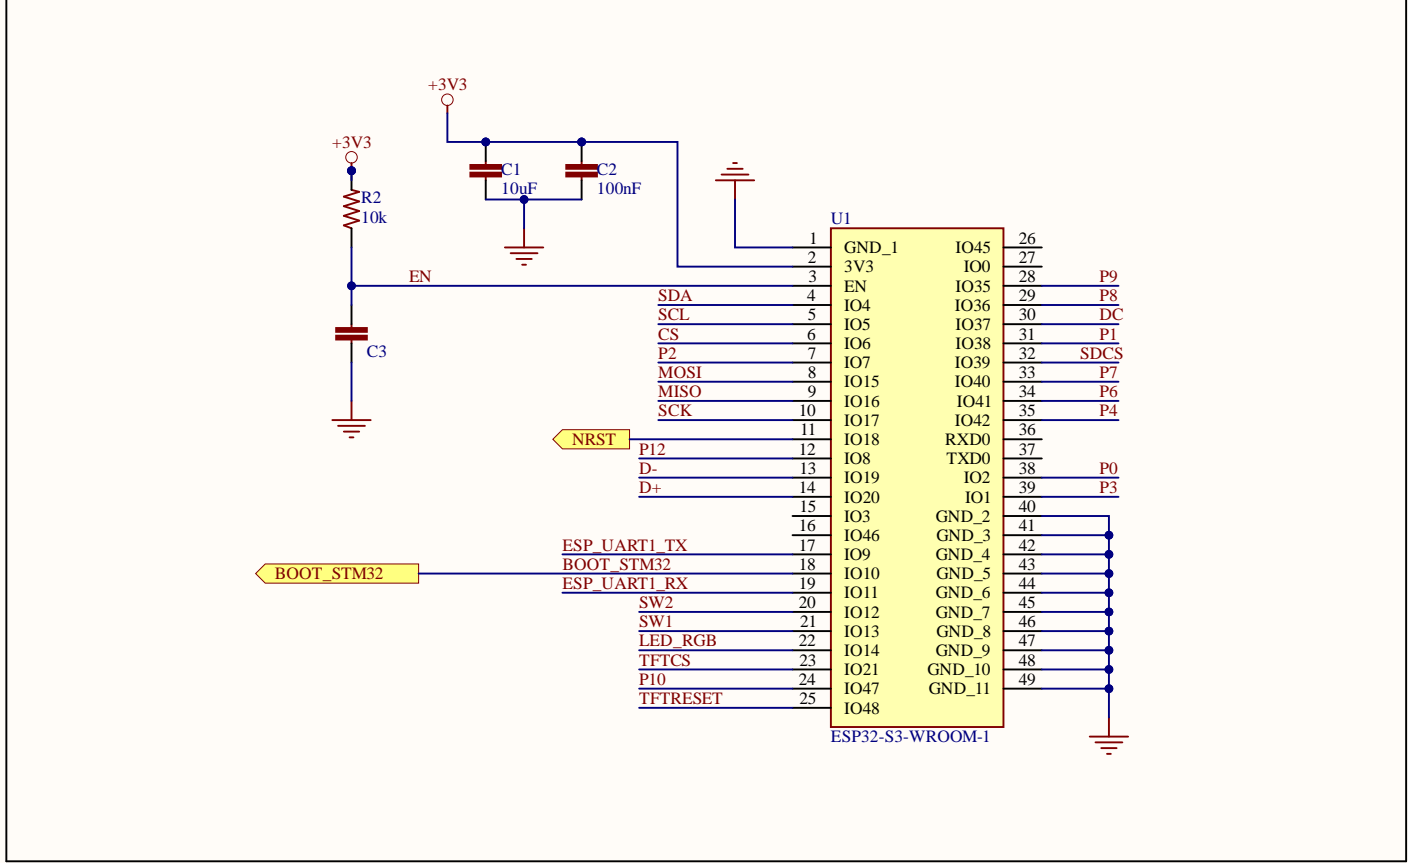 +3V3
+3V3
C1
10uF
C2
100nF
R2
10k
EN
C3
U1
1 GND_1 IO45 26
2 3V3 IO0 27
3 EN IO35 28 P9
SDA 4 IO4 IO36 29 P8
SCL 5 IO5 IO37 30 DC
CS 6 IO6 IO38 31 P1
P2 7 IO7 IO39 32 SDCS
MOSI 8 IO15 IO40 33 P7
MISO 9 IO16 IO41 34 P6
SCK 10 IO17 IO42 35 P4
NRST 11 IO18 RXD0 36
P12 12 IO8 TXD0 37
D- 13 IO19 IO2 38 P0
D+ 14 IO20 IO1 39 P3
15 IO3 GND_2 40
16 IO46 GND_3 41
ESP_UART1_TX 17 IO9 GND_4 42
BOOT_STM32 BOOT_STM32 18 IO10 GND_5 43
ESP_UART1_RX 19 IO11 GND_6 44
SW2 20 IO12 GND_7 45
SW1 21 IO13 GND_8 46
LED_RGB 22 IO14 GND_9 47
TFTCS 23 IO21 GND_10 48
P10 24 IO47 GND_11 49
TFTRESET 25 IO48
ESP32-S3-WROOM-1